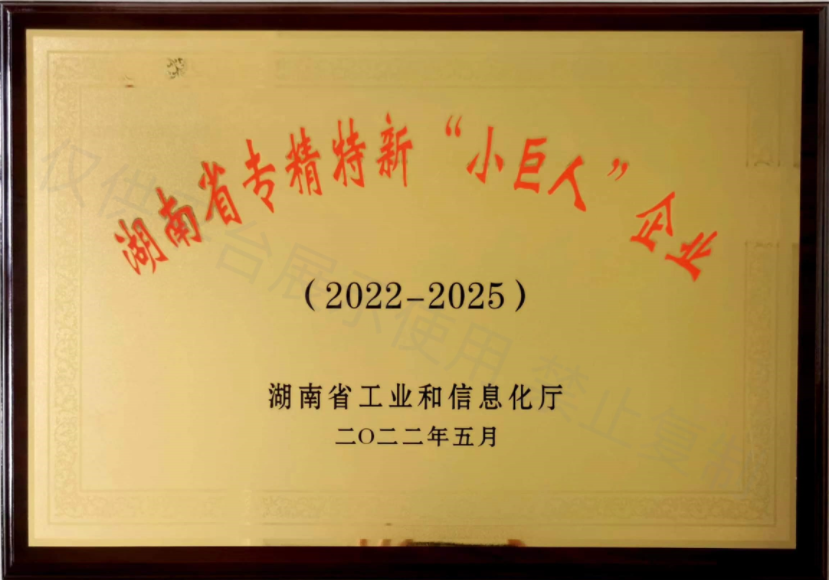 湖南省专精特新“小巨人”企业
（2022-2025）
湖南省工业和信息化厅
二〇二二年五月